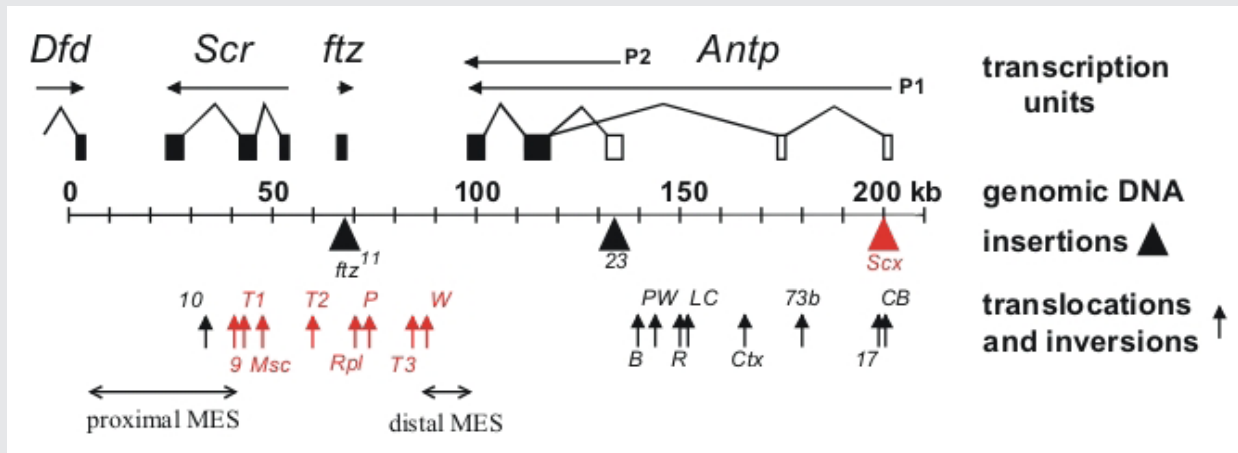 Dfd Scr ftz Antp transcription units
P2
P1
0 50 100 150 200 kb genomic DNA
ftz11 23 Scx insertions
10 T1 T2 P W PW LC 73b CB translocations
9 Msc Rpl T3 B R Ctx 17 and inversions
proximal MES distal MES